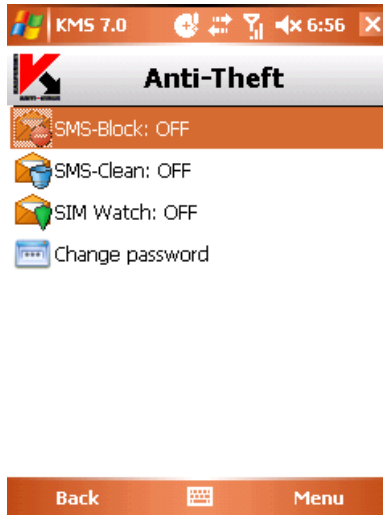 KMS 7.0 6:56
Anti-Theft
SMS-Block: OFF
SMS-Clean: OFF
SIM Watch: OFF
Change password
Back Menu